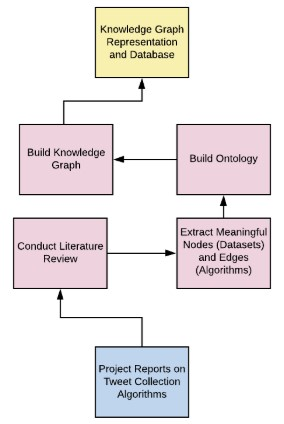 Knowledge Graph
Representation
and Database
Build Knowledge
Graph
Build Ontology
Conduct Literature
Review
Extract Meaningful
Nodes (Datasets)
and Edges
(Algorithms)
Project Reports on
Tweet Collection
Algorithms